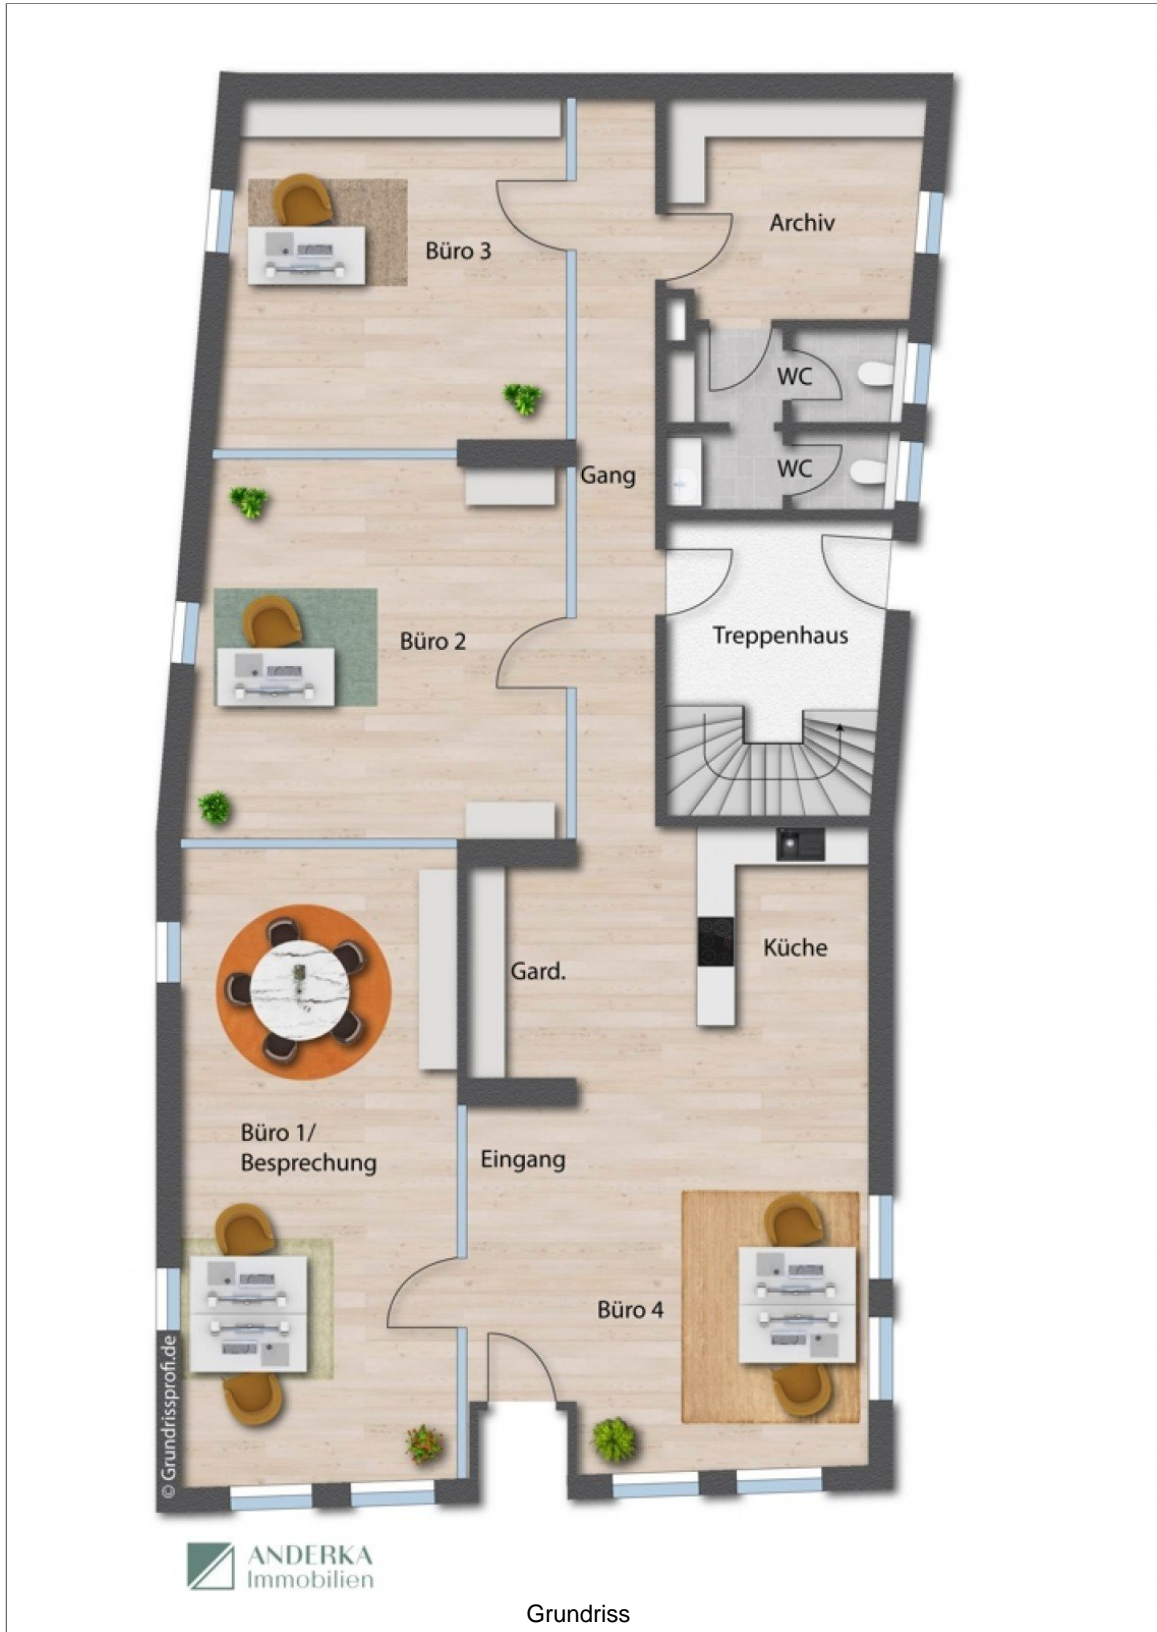 Archiv
Büro 3
WC
WC
Gang
Treppenhaus
Büro 2
Küche
Gard.
Büro 1/
Besprechung
Eingang
Büro 4
© Grundrissprofi.de
ANDERKA
Immobilien
Grundriss